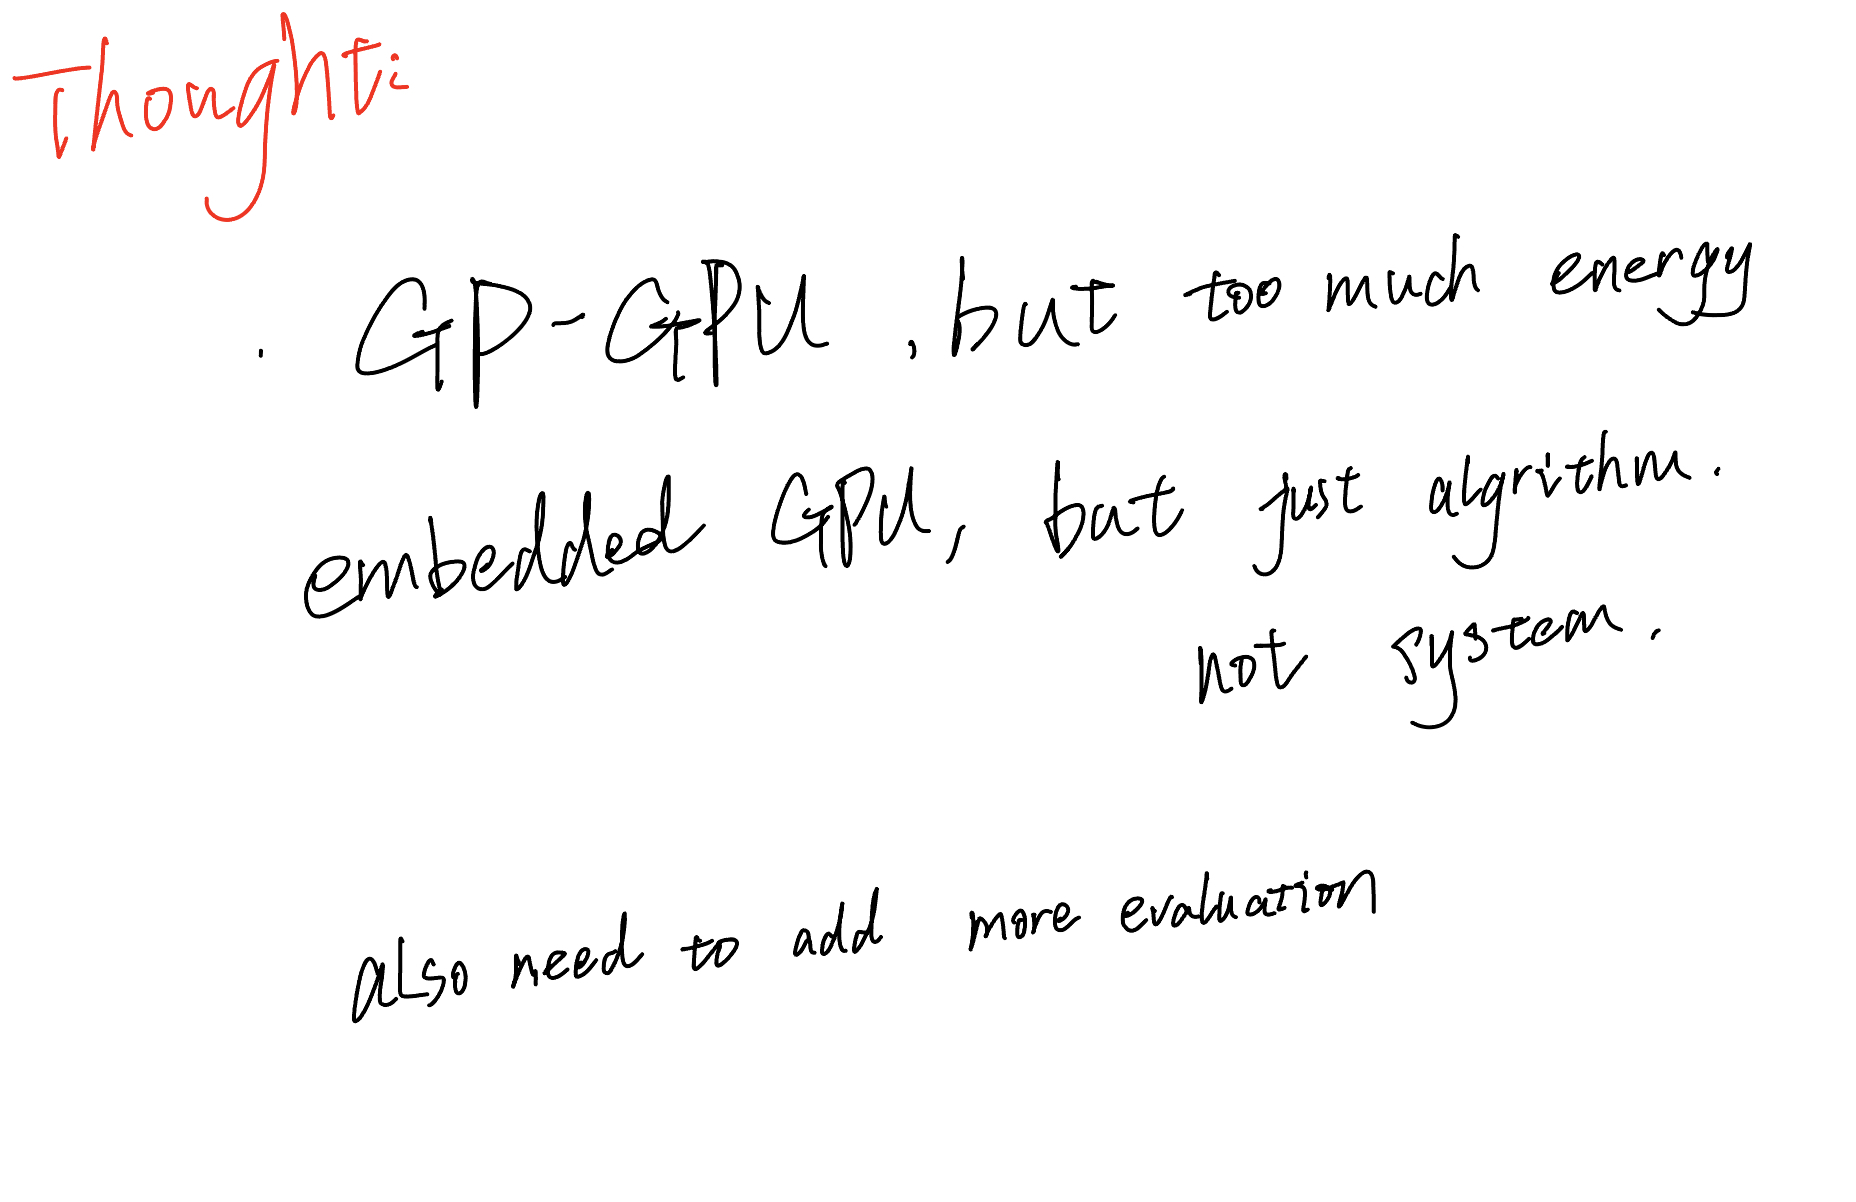 Thought:
· GP-GPU, but too much energy
embedded GPU, but just algrithm.
not system.
also need to add more evaluation